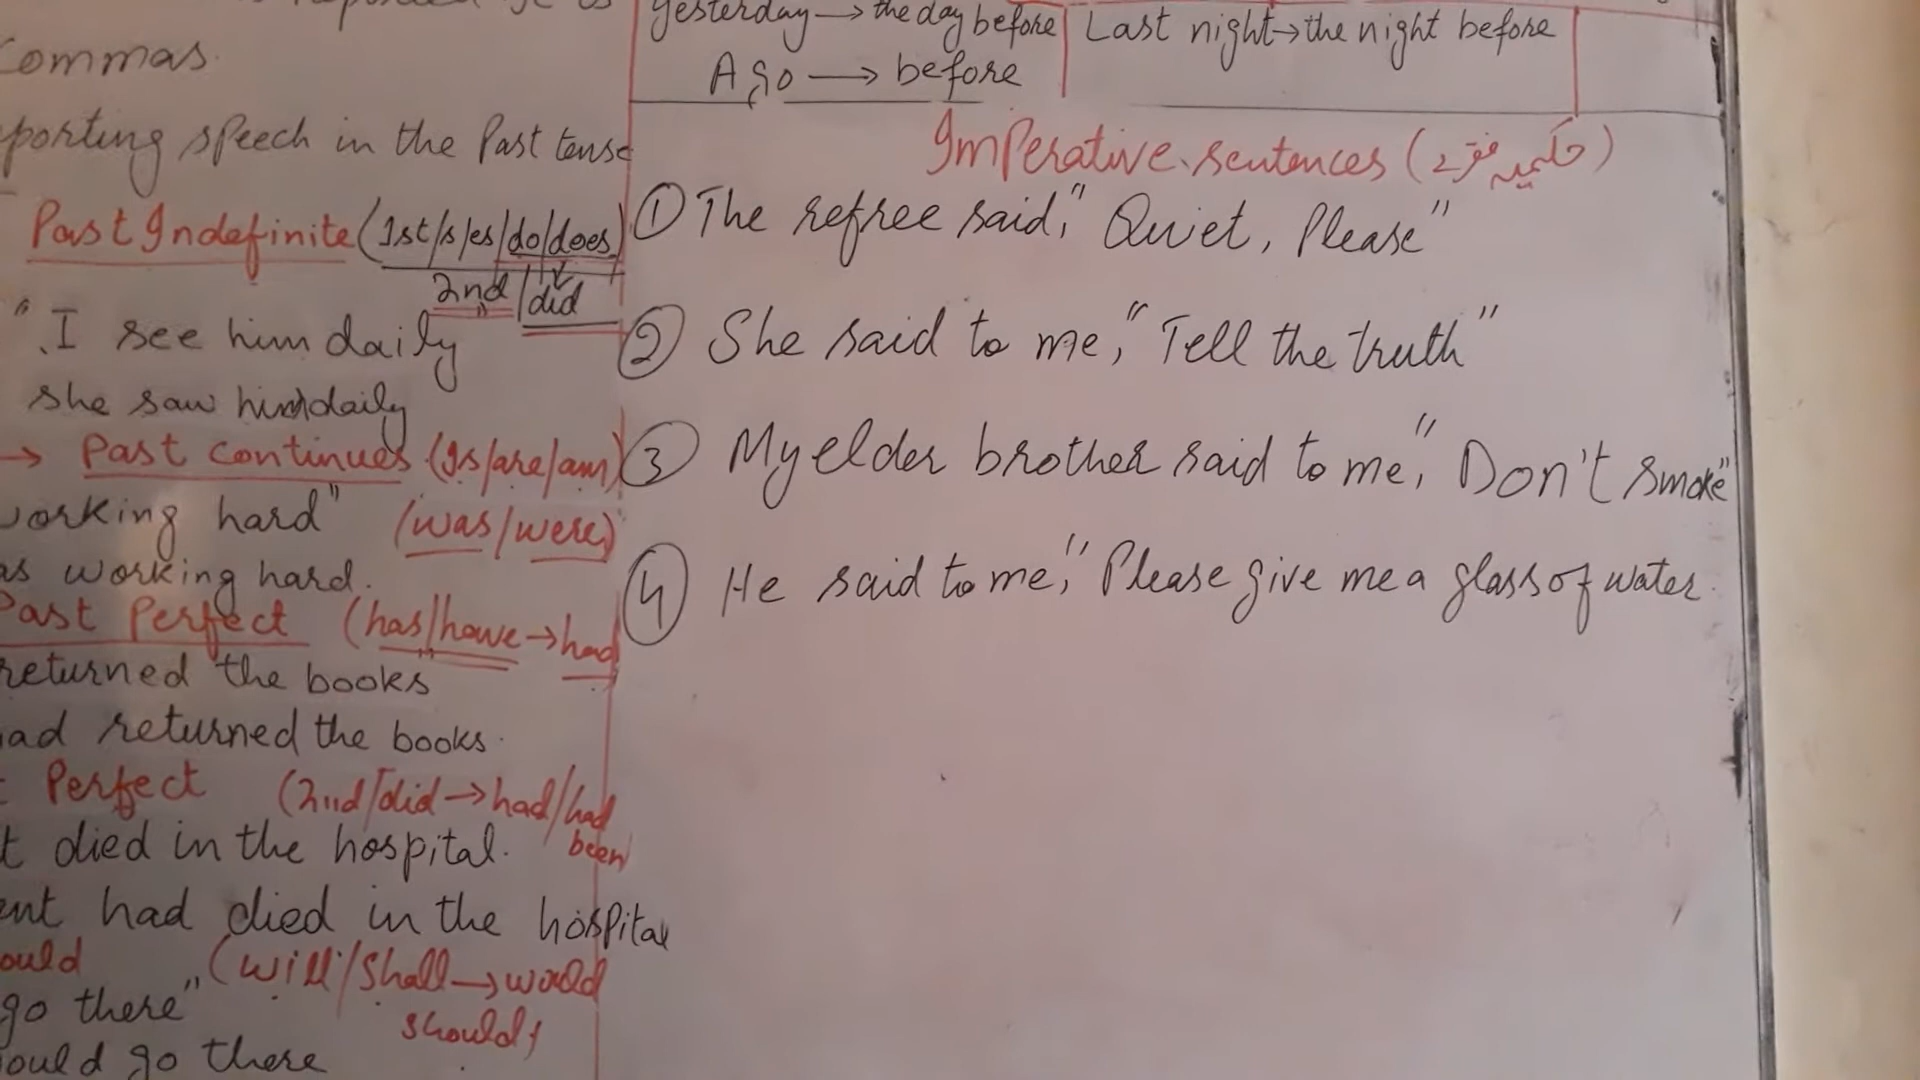 Commas.
porting speech in the Past tense
Past Indefinite (1st/s/es/do/does)
2nd/did
"I see him daily
she saw him daily
→ Past continues (Is/are/am)
working hard" (was/were)
as working hard.
Past Perfect (has/have→had
returned the books
ad returned the books.
Perfect (2nd/did→had/had
been)
t died in the hospital.
ent had died in the hospital
ould (will/shall→would
should)
go there"
ould go there
yesterday→the day before
Ago→before
Last night→the night before
Imperative sentences (حکمیہ فقرے)
① The refree said," Quiet, Please"
② She said to me," Tell the truth"
③ My elder brother said to me," Don't smoke"
④ He said to me," Please give me a glass of water.